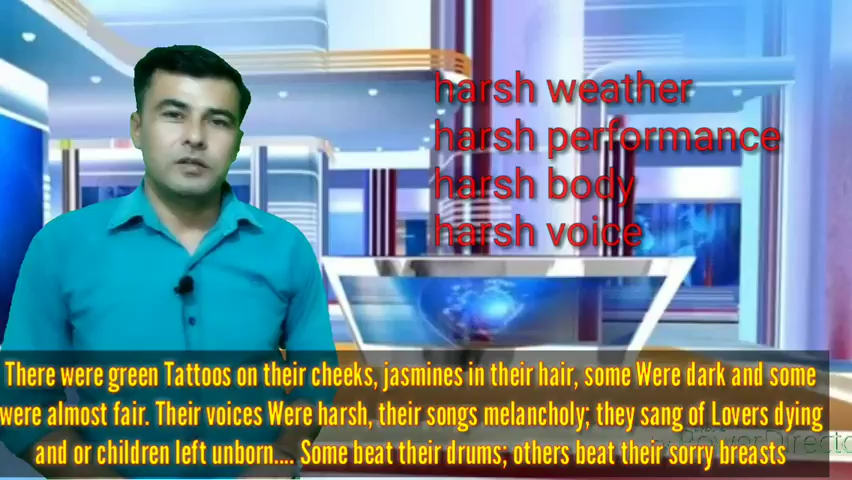 harsh weather
harsh performance
harsh body
harsh voice
There were green Tattoos on their cheeks, jasmines in their hair, some Were dark and some
were almost fair. Their voices Were harsh, their songs melancholy; they sang of Lovers dying
and or children left unborn.... Some beat their drums; others beat their sorry breasts
PowerDirecto